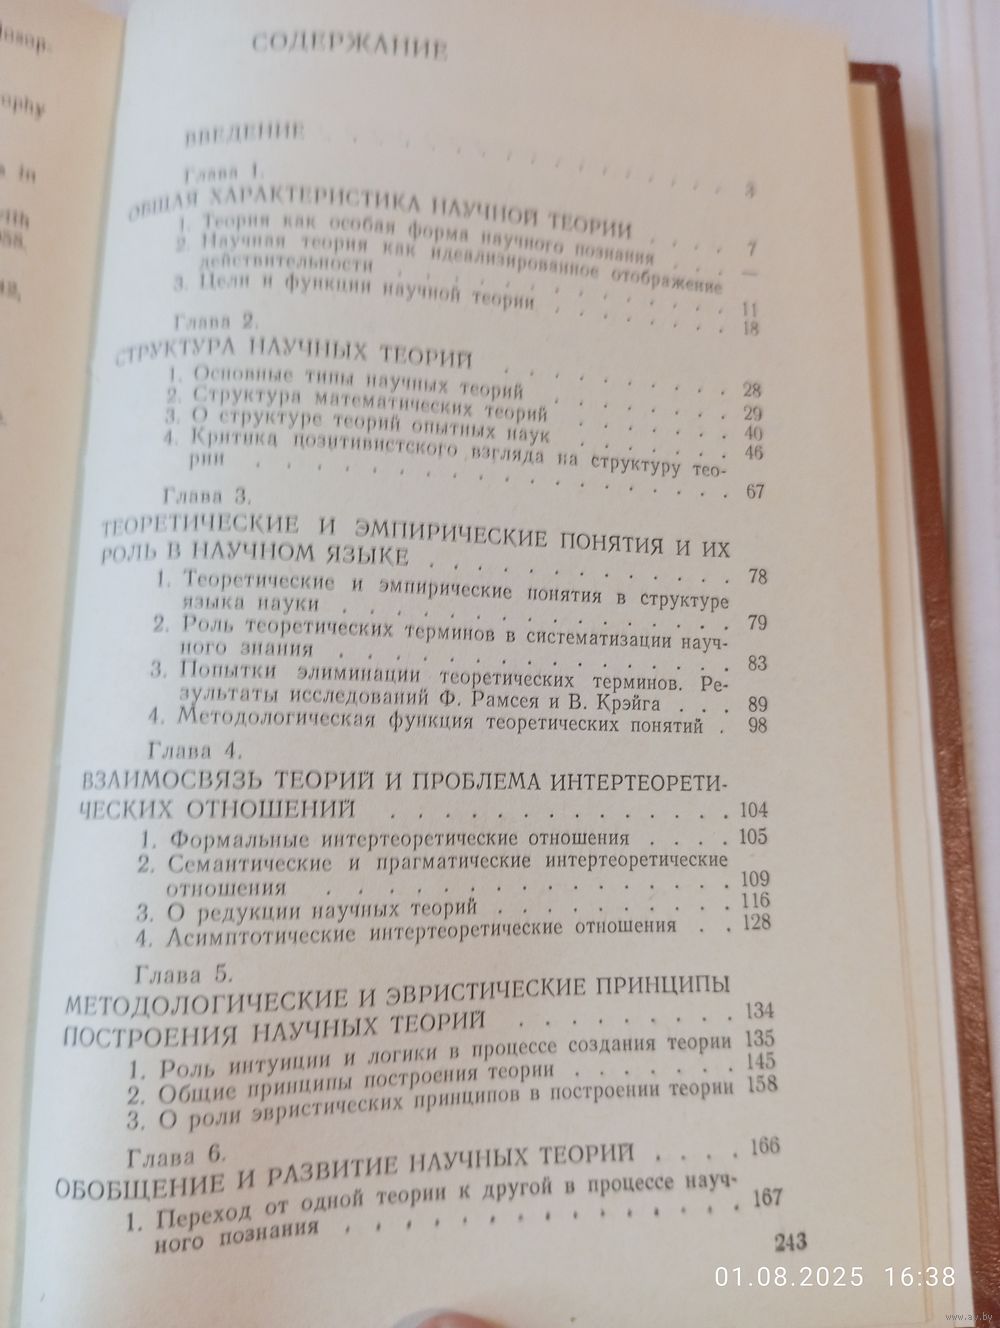 СОДЕРЖАНИЕ
ВВЕДЕНИЕ . . . . . . . . . . . . . . . 3
Глава 1.
ОБЩАЯ ХАРАКТЕРИСТИКА НАУЧНОЙ ТЕОРИИ . . . . 7
1. Теория как особая форма научного познания . . . —
2. Научная теория как идеализированное отображение
действительности . . . . . . . . . . . 11
3. Цели и функции научной теории . . . . . . . 18
Глава 2.
СТРУКТУРА НАУЧНЫХ ТЕОРИЙ . . . . . . . . 28
1. Основные типы научных теорий . . . . . . . 29
2. Структура математических теорий . . . . . . 40
3. О структуре теорий опытных наук . . . . . . 46
4. Критика позитивистского взгляда на структуру тео-
рии . . . . . . . . . . . . . . . . 67
Глава 3.
ТЕОРЕТИЧЕСКИЕ И ЭМПИРИЧЕСКИЕ ПОНЯТИЯ И ИХ
РОЛЬ В НАУЧНОМ ЯЗЫКЕ . . . . . . . . . . . 78
1. Теоретические и эмпирические понятия в структуре
языка науки . . . . . . . . . . . . . . 79
2. Роль теоретических терминов в систематизации науч-
ного знания . . . . . . . . . . . . . . 83
3. Попытки элиминации теоретических терминов. Ре-
зультаты исследований Ф. Рамсея и В. Крэйга . . . 89
4. Методологическая функция теоретических понятий . 98
Глава 4.
ВЗАИМОСВЯЗЬ ТЕОРИЙ И ПРОБЛЕМА ИНТЕРТЕОРЕТИ-
ЧЕСКИХ ОТНОШЕНИЙ . . . . . . . . . . . . . 104
1. Формальные интертеоретические отношения . . . . 105
2. Семантические и прагматические интертеоретические
отношения . . . . . . . . . . . . . . 109
3. О редукции научных теорий . . . . . . . . . 116
4. Асимптотические интертеоретические отношения . . 128
Глава 5.
МЕТОДОЛОГИЧЕСКИЕ И ЭВРИСТИЧЕСКИЕ ПРИНЦИПЫ
ПОСТРОЕНИЯ НАУЧНЫХ ТЕОРИЙ . . . . . . . . . 134
1. Роль интуиции и логики в процессе создания теории 135
2. Общие принципы построения теории . . . . . . . 145
3. О роли эвристических принципов в построении теории 158
Глава 6.
ОБОБЩЕНИЕ И РАЗВИТИЕ НАУЧНЫХ ТЕОРИЙ . . . . 166
1. Переход от одной теории к другой в процессе науч-
ного познания . . . . . . . . . . . . . . 167
243
01.08.2025 16:38
www.ay.by